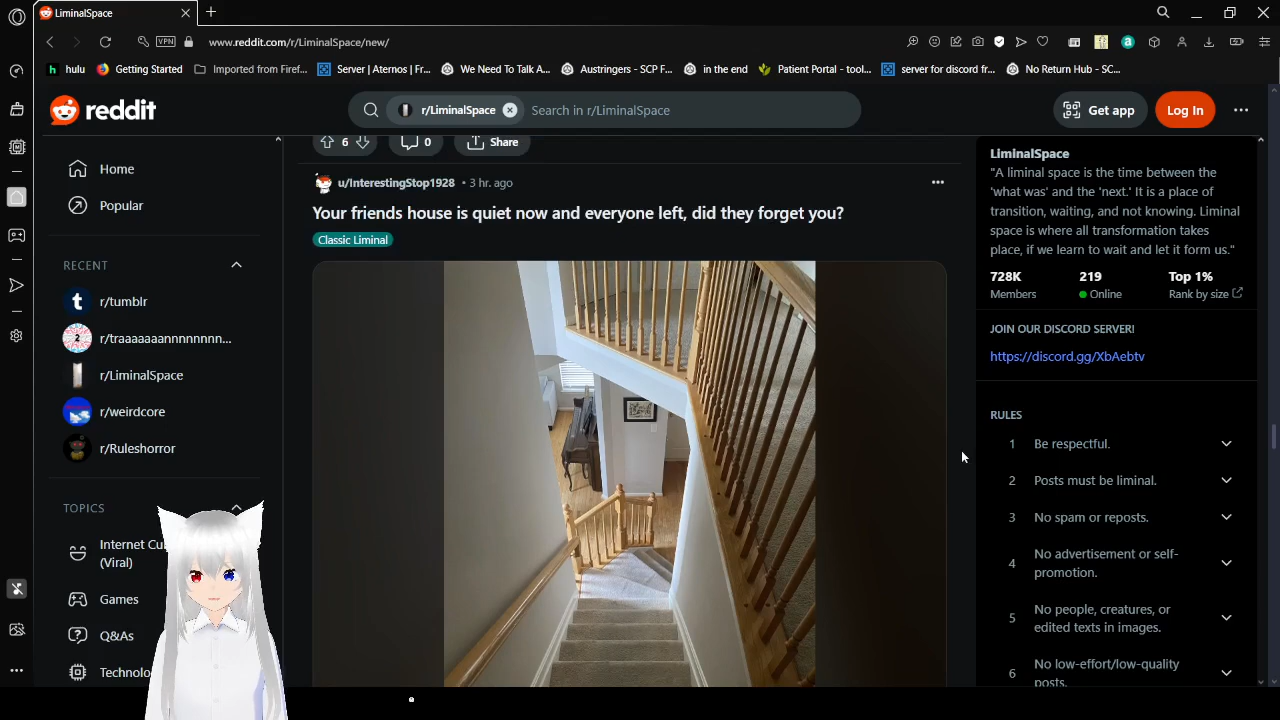 LiminalSpace
VPN
www.reddit.com/r/LiminalSpace/new/
hulu
Getting Started
Imported from Firef...
Server | Aternos | Fr...
We Need To Talk A...
Austringers - SCP F...
in the end
Patient Portal - tool...
server for discord fr...
No Return Hub - SC...
reddit
r/LiminalSpace
Search in r/LiminalSpace
Get app
Log In
Home
Popular
RECENT
r/tumblr
r/traaaaaaannnnnnnn...
r/LiminalSpace
r/weirdcore
r/Ruleshorror
TOPICS
Internet Cu
(Viral)
Games
Q&As
Technolo
6
0
Share
u/InterestingStop1928 • 3 hr. ago
Your friends house is quiet now and everyone left, did they forget you?
Classic Liminal
LiminalSpace
"A liminal space is the time between the
'what was' and the 'next.' It is a place of
transition, waiting, and not knowing. Liminal
space is where all transformation takes
place, if we learn to wait and let it form us."
728K
219
Top 1%
Members
Online
Rank by size
JOIN OUR DISCORD SERVER!
https://discord.gg/XbAebtv
RULES
1 Be respectful.
2 Posts must be liminal.
3 No spam or reposts.
4 No advertisement or self-
promotion.
5 No people, creatures, or
edited texts in images.
6 No low-effort/low-quality
posts.